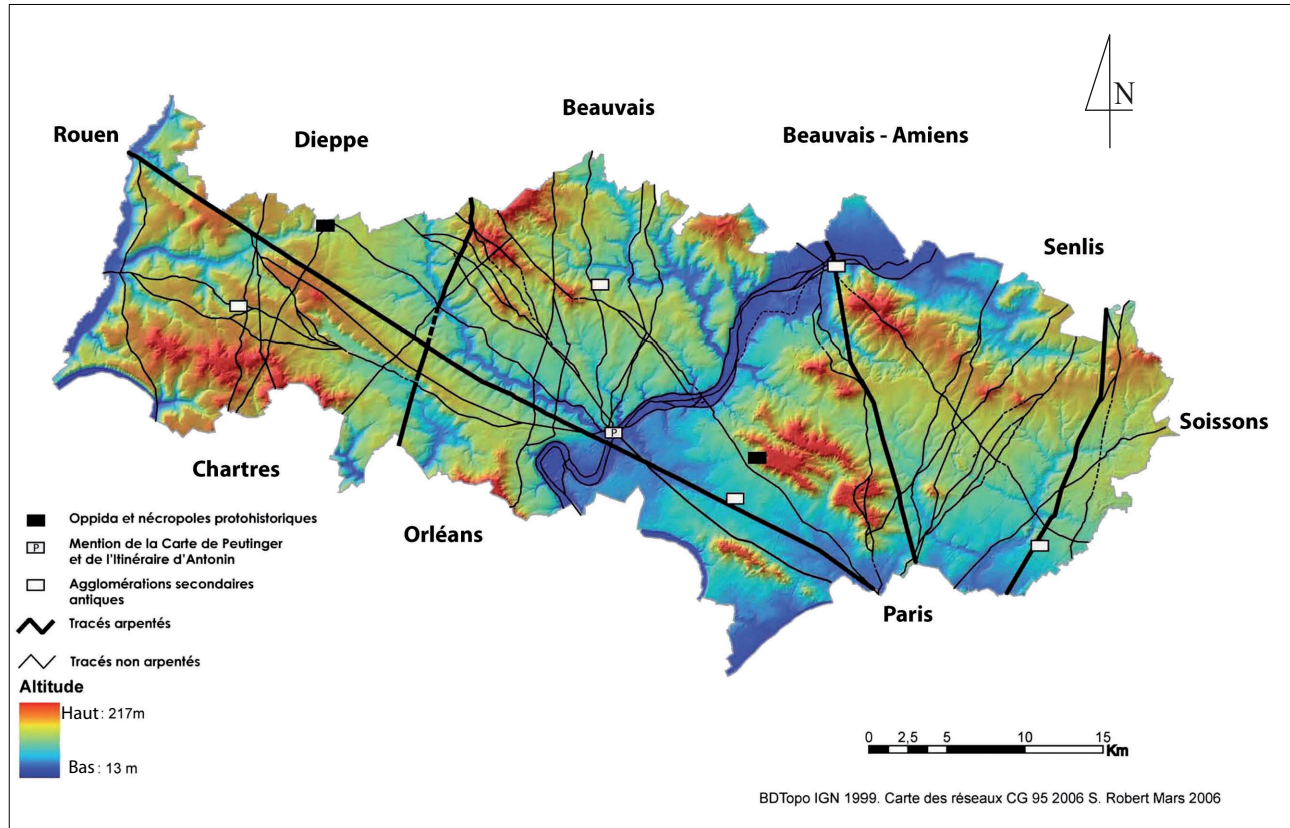 N
Beauvais
Rouen
Dieppe
Beauvais - Amiens
Senlis
Soissons
P
Chartres
Orléans
Paris
Oppida et nécropoles protohistoriques
P
Mention de la Carte de Peutinger
et de l'Itinéraire d'Antonin
Agglomérations secondaires
antiques
Tracés arpentés
Tracés non arpentés
Altitude
Haut : 217m
Bas : 13 m
0 2,5 5 10 15
Km
BDTopo IGN 1999. Carte des réseaux CG 95 2006 S. Robert Mars 2006